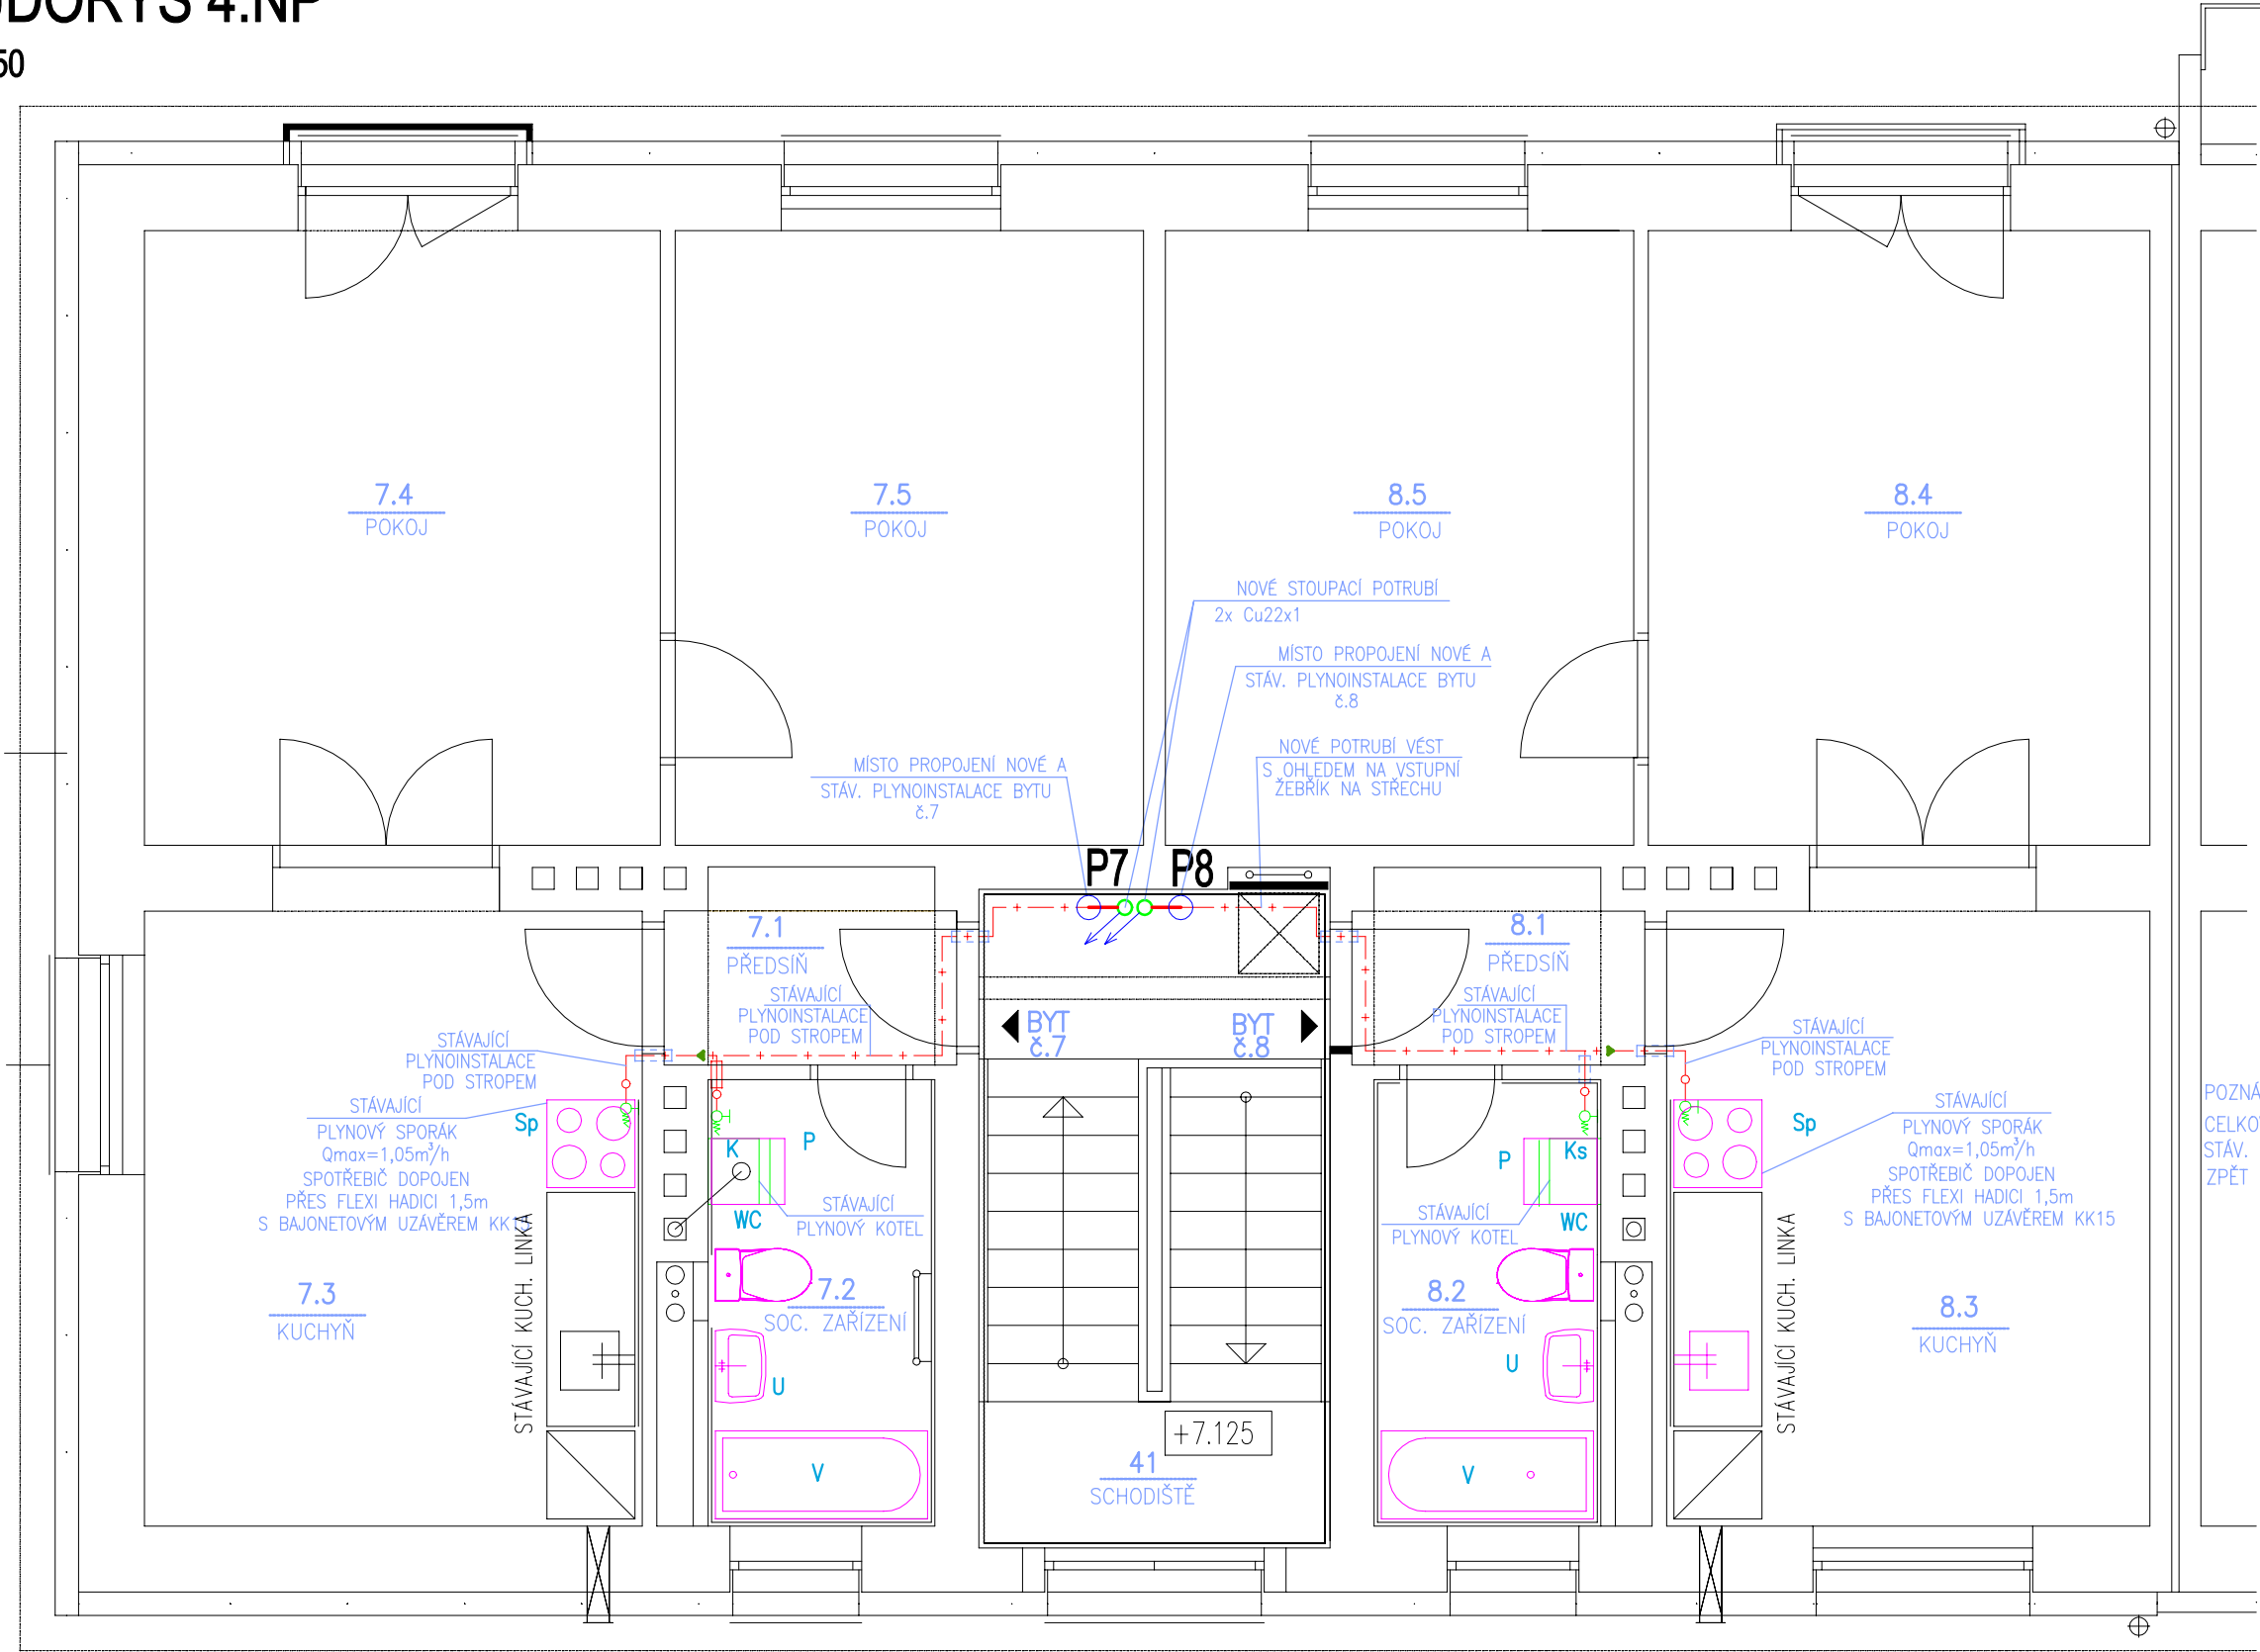 PŮDORYS 4.NP
50
7.4
POKOJ
7.5
POKOJ
8.5
POKOJ
8.4
POKOJ
NOVÉ STOUPACÍ POTRUBÍ
2x Cu22x1
MÍSTO PROPOJENÍ NOVÉ A
STÁV. PLYNOINSTALACE BYTU
č.8
NOVÉ POTRUBÍ VÉST
S OHLEDEM NA VSTUPNÍ
ŽEBŘÍK NA STŘECHU
MÍSTO PROPOJENÍ NOVÉ A
STÁV. PLYNOINSTALACE BYTU
č.7
P7
P8
7.1
PŘEDSÍŇ
8.1
PŘEDSÍŇ
STÁVAJÍCÍ
PLYNOINSTALACE
POD STROPEM
STÁVAJÍCÍ
PLYNOINSTALACE
POD STROPEM
BYT
č.7
BYT
č.8
STÁVAJÍCÍ
PLYNOINSTALACE
POD STROPEM
STÁVAJÍCÍ
PLYNOINSTALACE
POD STROPEM
STÁVAJÍCÍ
PLYNOVÝ SPORÁK
Qmax=1,05m³/h
SPOTŘEBIČ DOPOJEN
PŘES FLEXI HADICI 1,5m
S BAJONETOVÝM UZÁVĚREM KK15
Sp
K
P
WC
STÁVAJÍCÍ
PLYNOVÝ KOTEL
P
Ks
WC
STÁVAJÍCÍ
PLYNOVÝ KOTEL
Sp
STÁVAJÍCÍ
PLYNOVÝ SPORÁK
Qmax=1,05m³/h
SPOTŘEBIČ DOPOJEN
PŘES FLEXI HADICI 1,5m
S BAJONETOVÝM UZÁVĚREM KK15
POZNÁ
CELKO
STÁV.
ZPĚT
7.3
KUCHYŇ
STÁVAJÍCÍ KUCH. LINKA
7.2
SOC. ZAŘÍZENÍ
U
V
8.2
SOC. ZAŘÍZENÍ
U
V
STÁVAJÍCÍ KUCH. LINKA
8.3
KUCHYŇ
+7.125
41
SCHODIŠTĚ